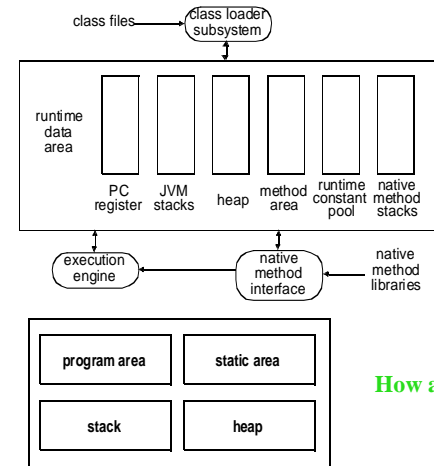 class files
class loader
subsystem
runtime
data
area
PC
register
JVM
stacks
heap
method
area
runtime
constant
pool
native
method
stacks
execution
engine
native
method
interface
native
method
libraries
program area
static area
stack
heap
How a